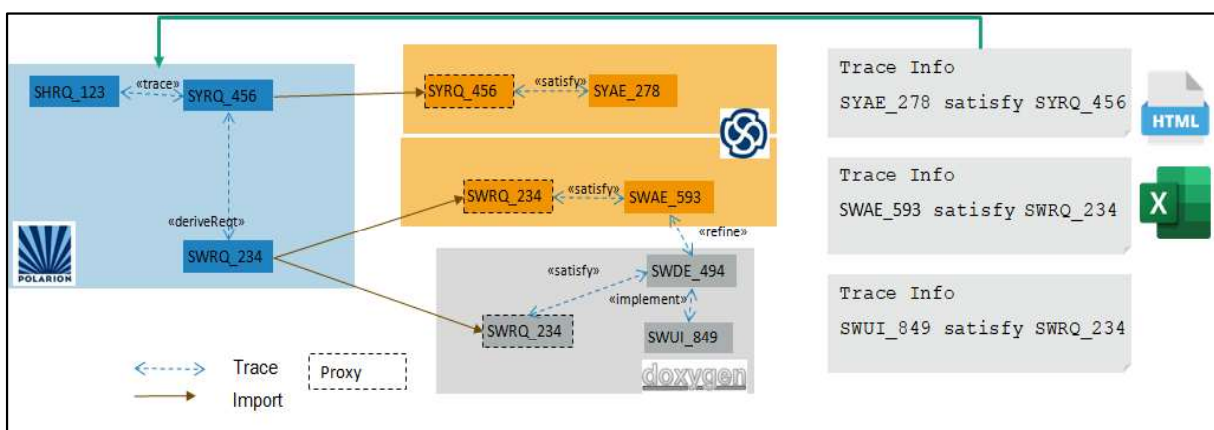 SHRQ_123
«trace»
SYRQ_456
«deriveReqt»
SWRQ_234
POLARION
SYRQ_456
«satisfy»
SYAE_278
SWRQ_234
«satisfy»
SWAE_593
«refine»
«satisfy»
SWDE_494
«implement»
SWRQ_234
SWUI_849
doxygen
Trace
Proxy
Import
Trace Info
SYAE_278 satisfy SYRQ_456
HTML
Trace Info
SWAE_593 satisfy SWRQ_234
X
Trace Info
SWUI_849 satisfy SWRQ_234